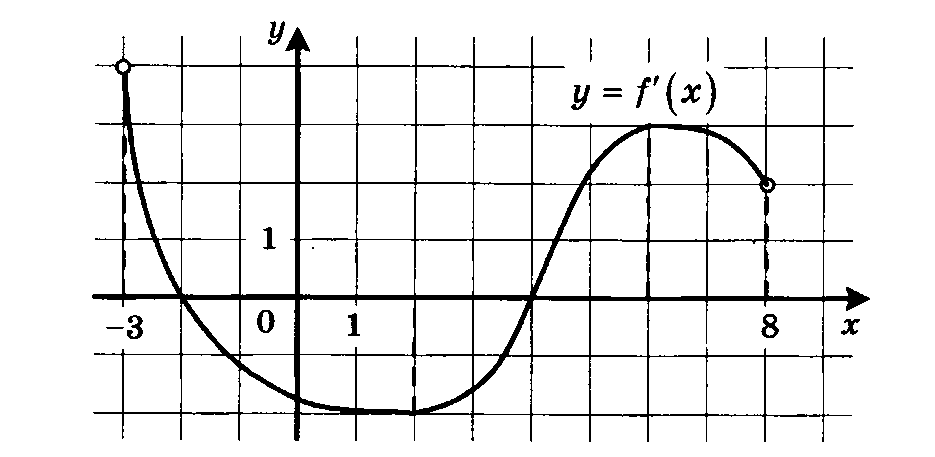 y
y = f′(x)
1
−3
0
1
8
x